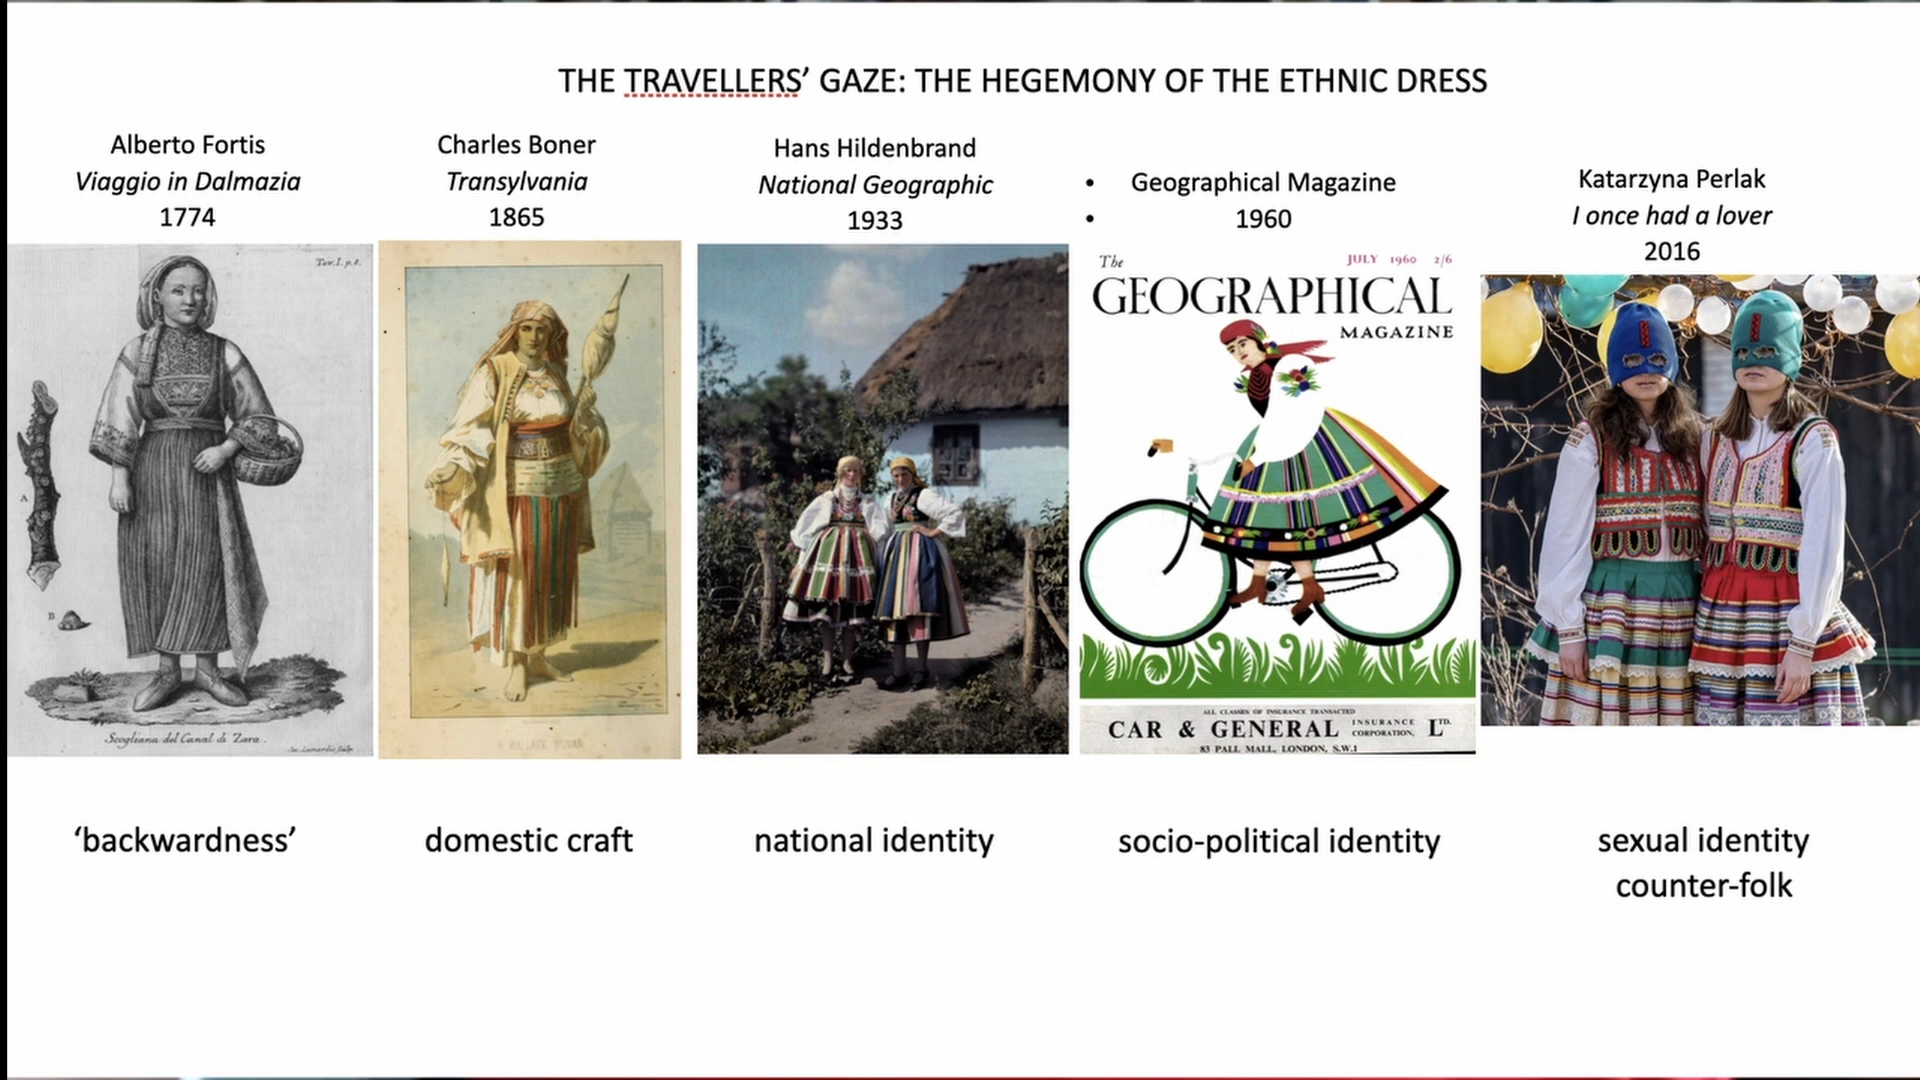 THE TRAVELLERS’ GAZE: THE HEGEMONY OF THE ETHNIC DRESS
Alberto Fortis
Viaggio in Dalmazia
1774
Charles Boner
Transylvania
1865
Hans Hildenbrand
National Geographic
1933
• Geographical Magazine
• 1960
Katarzyna Perlak
I once had a lover
2016
Tav. I. p. 8.
A
B
Scogliana del Canal di Zara.
A WALLACK WOMAN
The
JULY 1960 2/6
GEOGRAPHICAL
MAGAZINE
ALL CLASSES OF INSURANCE TRANSACTED
CAR & GENERAL INSURANCE CORPORATION, LTD.
83 PALL MALL, LONDON, S.W.1
‘backwardness’
domestic craft
national identity
socio-political identity
sexual identity
counter-folk